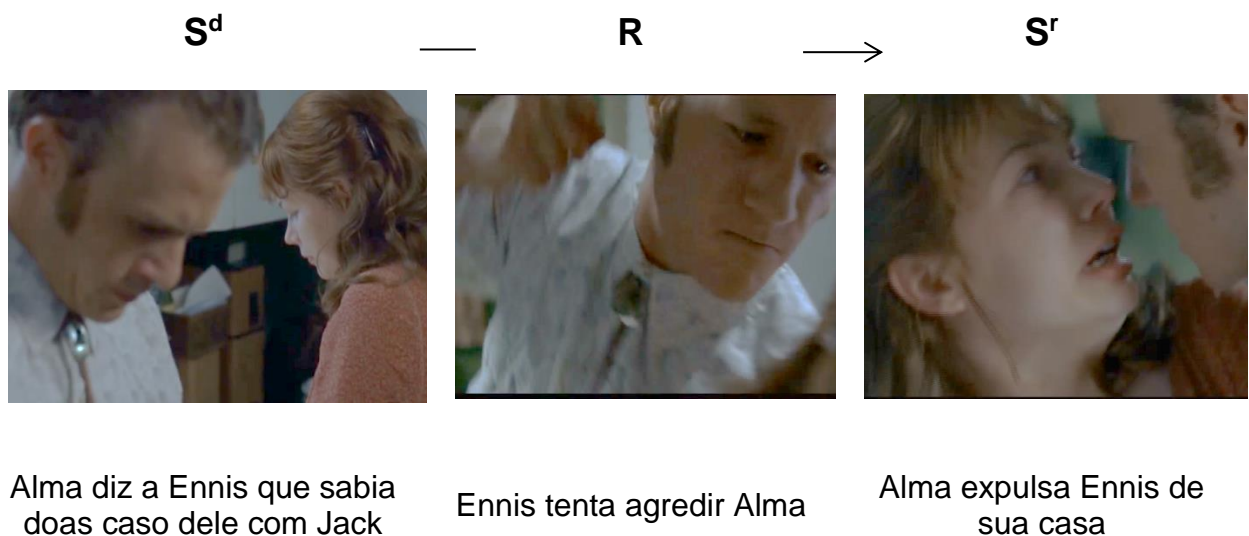 Sᵈ R Sʳ
Alma diz a Ennis que sabia
doas caso dele com Jack
Ennis tenta agredir Alma
Alma expulsa Ennis de
sua casa